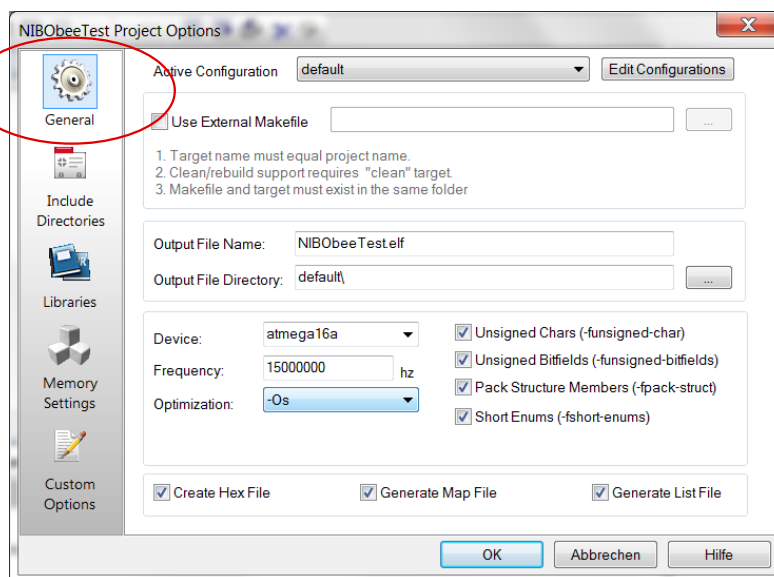 NIBObeeTest Project Options
General
Include
Directories
Libraries
Memory
Settings
Custom
Options
Active Configuration default Edit Configurations
Use External Makefile ...
1. Target name must equal project name.
2. Clean/rebuild support requires "clean" target.
3. Makefile and target must exist in the same folder
Output File Name: NIBObeeTest.elf
Output File Directory: default\ ...
Device: atmega16a
Frequency: 15000000 hz
Optimization: -Os
Unsigned Chars (-funsigned-char)
Unsigned Bitfields (-funsigned-bitfields)
Pack Structure Members (-fpack-struct)
Short Enums (-fshort-enums)
Create Hex File Generate Map File Generate List File
OK Abbrechen Hilfe